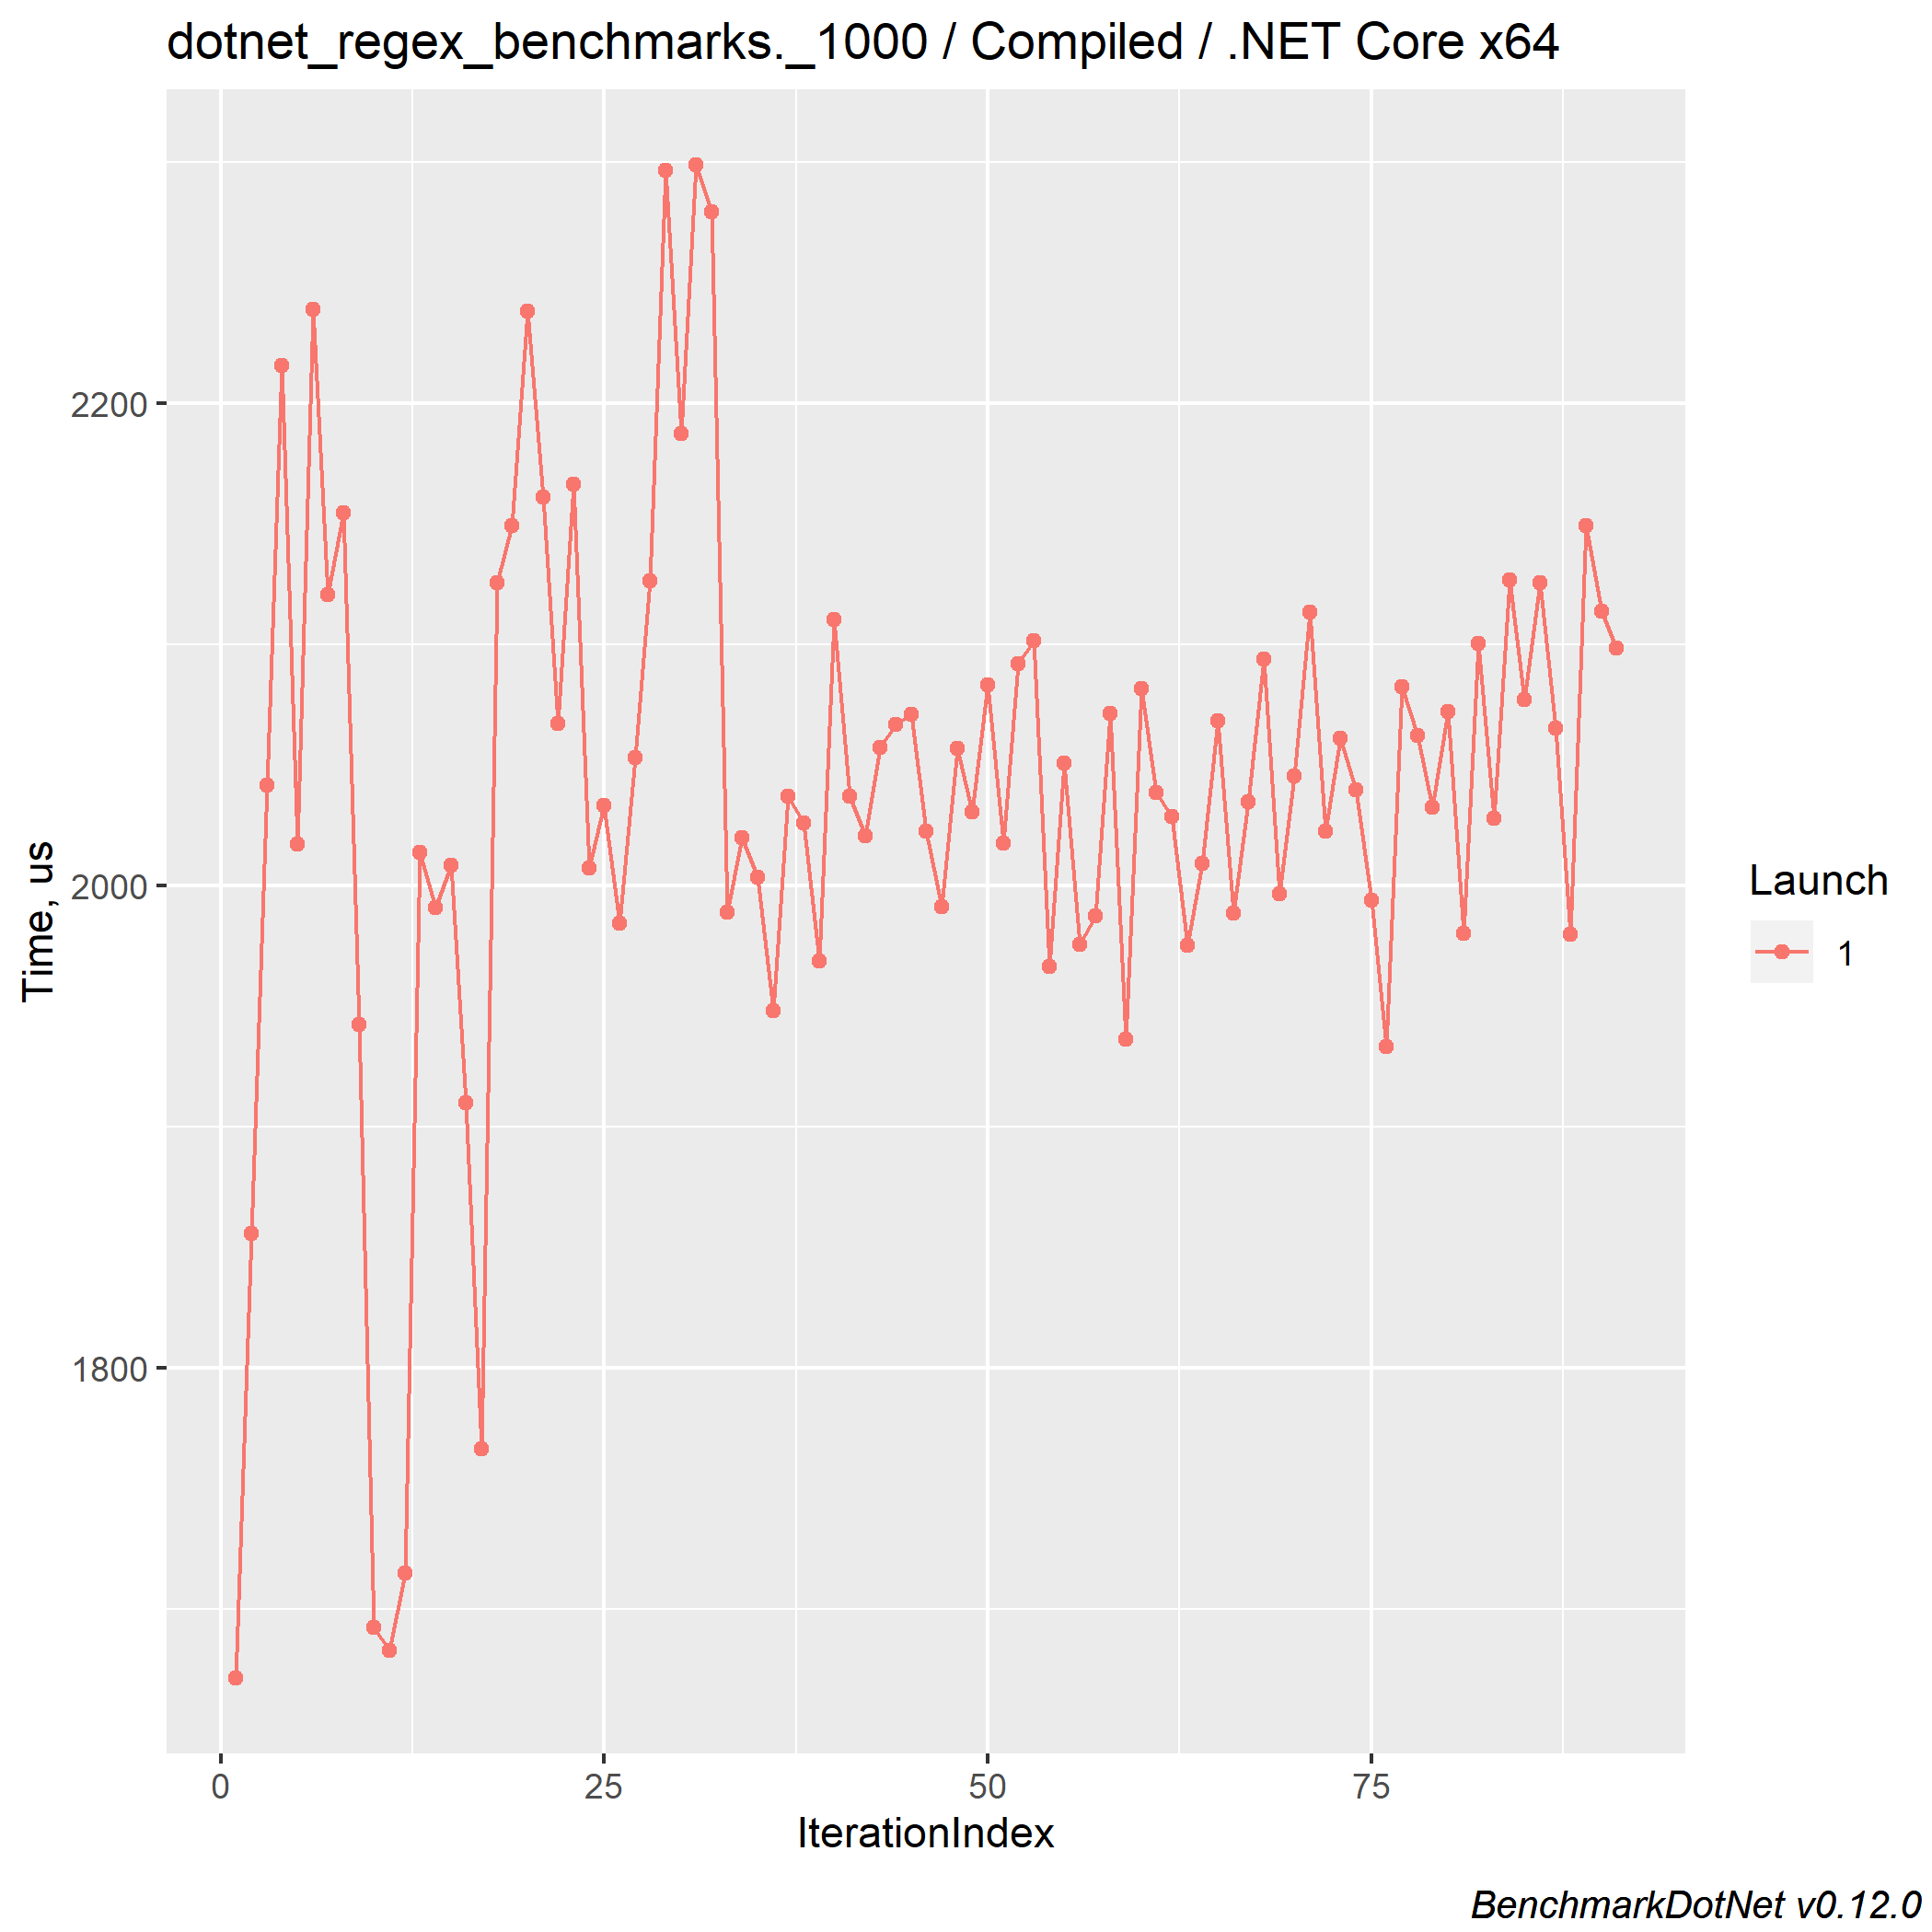 dotnet_regex_benchmarks._1000 / Compiled / .NET Core x64
Time, us
2200
2000
1800
0 25 50 75
IterationIndex
Launch
1
BenchmarkDotNet v0.12.0